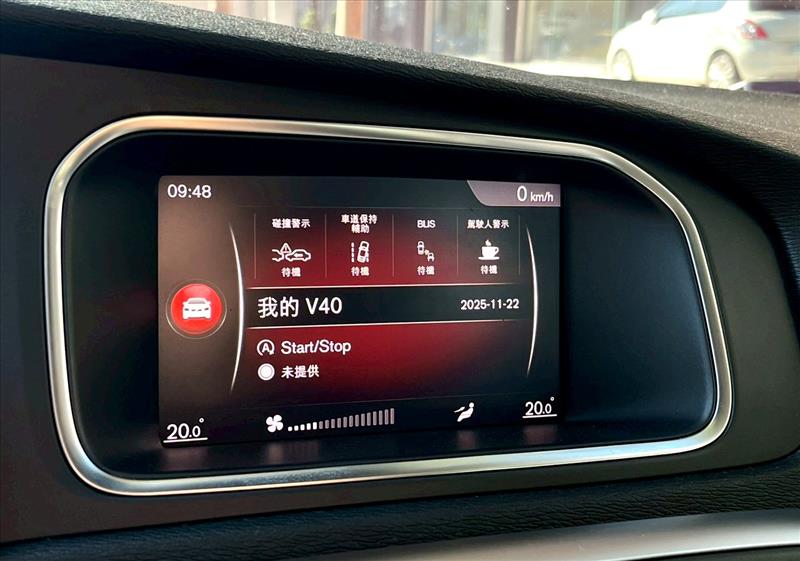 09:48
0 km/h
碰撞警示
車道保持
輔助
BLIS
駕駛人警示
待機
待機
待機
待機
我的 V40
2025-11-22
A Start/Stop
未提供
20.0°
20.0°